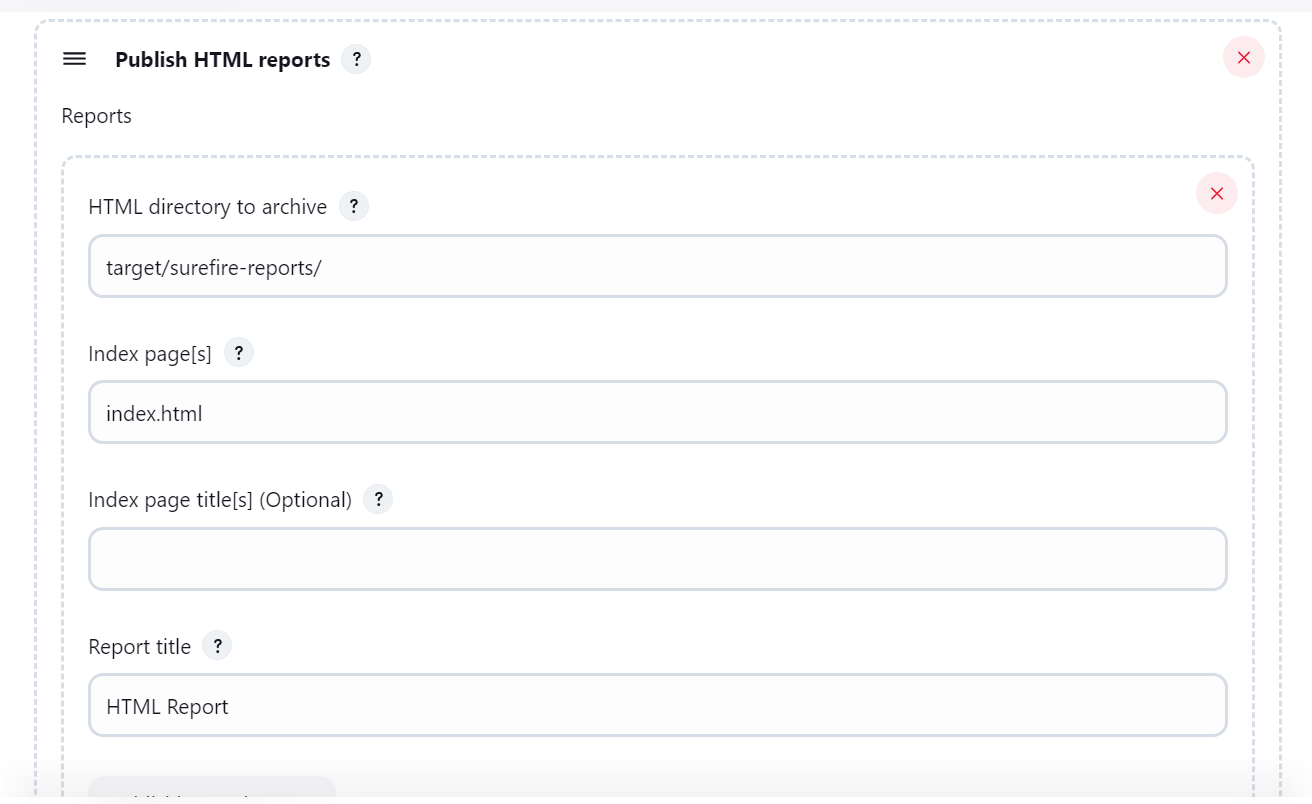 Publish HTML reports ?
Reports
HTML directory to archive ?
target/surefire-reports/
Index page[s] ?
index.html
Index page title[s] (Optional) ?
Report title ?
HTML Report